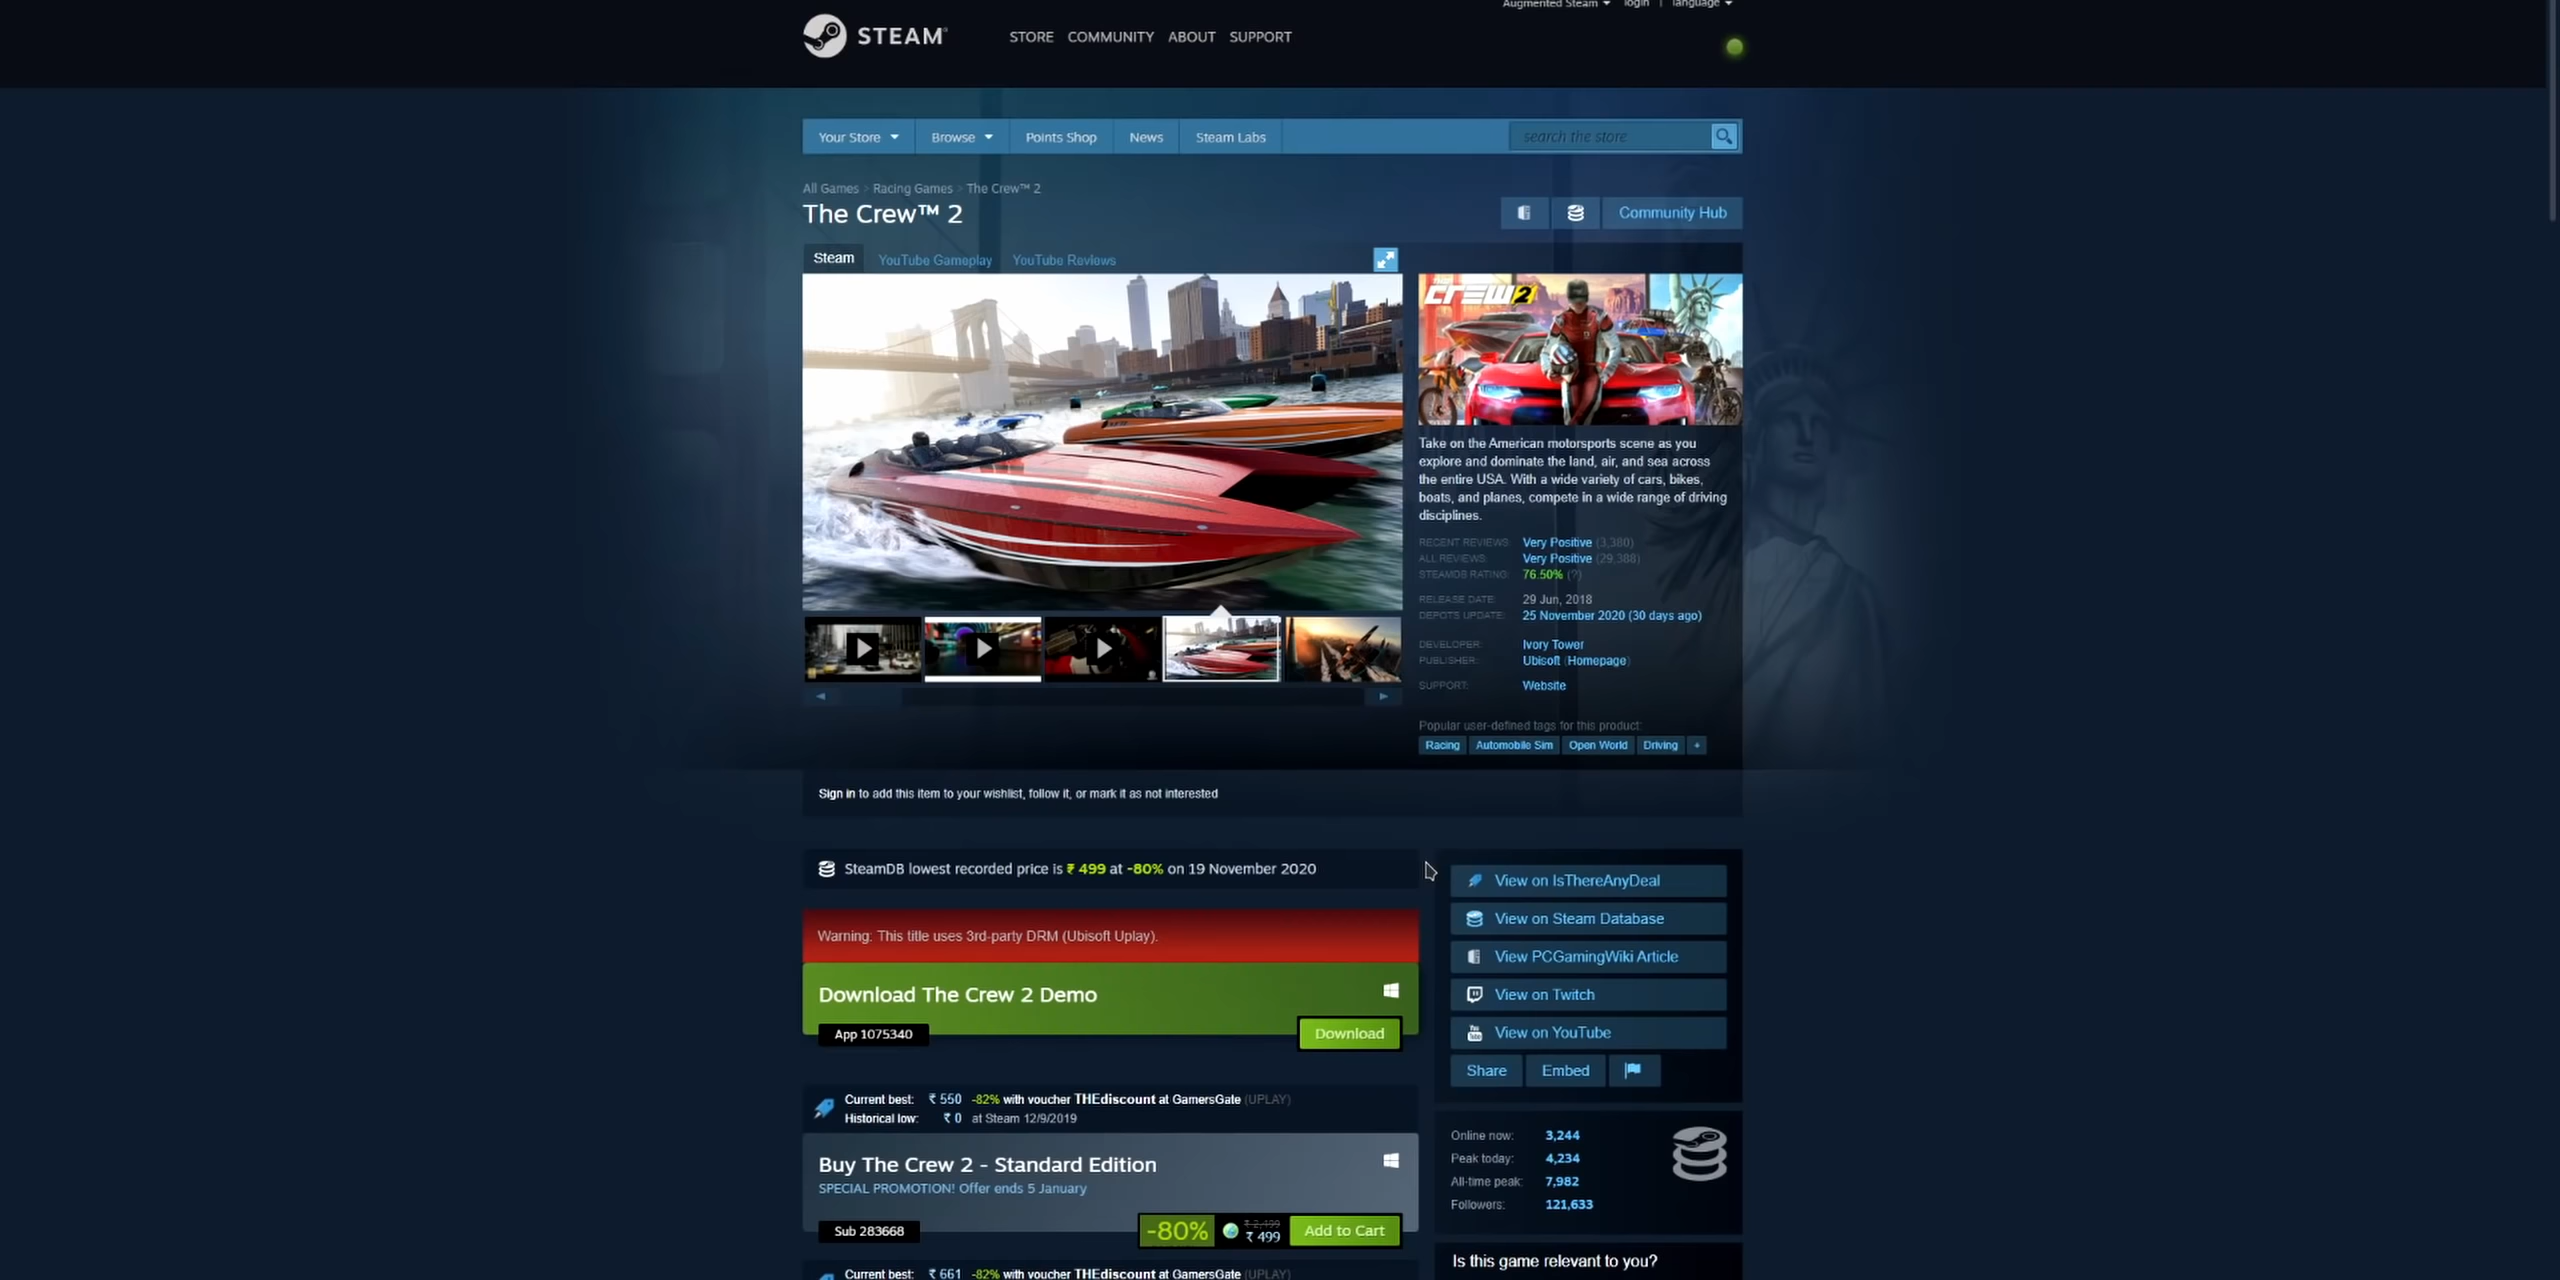 Augmented Steam
login | language
STEAM®
STORE COMMUNITY ABOUT SUPPORT
Your Store Browse Points Shop News Steam Labs
search the store
All Games > Racing Games > The Crew™ 2
The Crew™ 2
Community Hub
Steam YouTube Gameplay YouTube Reviews
THE CREW 2
Take on the American motorsports scene as you
explore and dominate the land, air, and sea across
the entire USA. With a wide variety of cars, bikes,
boats, and planes, compete in a wide range of driving
disciplines.
RECENT REVIEWS: Very Positive (3,380)
ALL REVIEWS: Very Positive (29,388)
STEAMDB RATING: 76.50% (?)
RELEASE DATE: 29 Jun, 2018
DEPOTS UPDATE: 25 November 2020 (30 days ago)
DEVELOPER: Ivory Tower
PUBLISHER: Ubisoft (Homepage)
SUPPORT: Website
Popular user-defined tags for this product:
Racing Automobile Sim Open World Driving +
Sign in to add this item to your wishlist, follow it, or mark it as not interested
SteamDB lowest recorded price is ₹ 499 at -80% on 19 November 2020
Warning: This title uses 3rd-party DRM (Ubisoft Uplay).
Download The Crew 2 Demo
App 1075340
Download
Current best: ₹ 550 -82% with voucher THEdiscount at GamersGate (UPLAY)
Historical low: ₹ 0 at Steam 12/9/2019
Buy The Crew 2 - Standard Edition
SPECIAL PROMOTION! Offer ends 5 January
Sub 283668
-80% ₹ 2,499
₹ 499
Add to Cart
Current best: ₹ 661 -82% with voucher THEdiscount at GamersGate (UPLAY)
View on IsThereAnyDeal
View on Steam Database
View PCGamingWiki Article
View on Twitch
You Tube View on YouTube
Share Embed
Online now: 3,244
Peak today: 4,234
All-time peak: 7,982
Followers: 121,633
Is this game relevant to you?